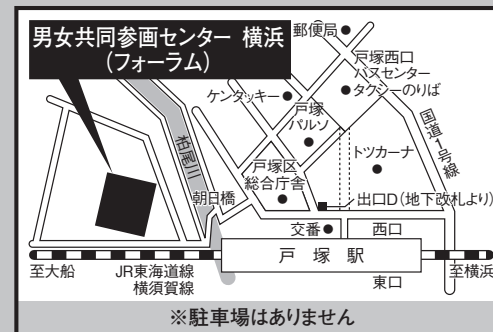 男女共同参画センター 横浜
(フォーラム)
郵便局
戸塚西口
バスセンター
タクシーのりば
ケンタッキー
戸塚
パルソ
国道1号線
柏尾川
トツカーナ
戸塚区
総合庁舎
朝日橋
出口D(地下改札より)
交番
西口
戸塚駅
至大船
JR東海道線
横須賀線
東口
至横浜
※駐車場はありません